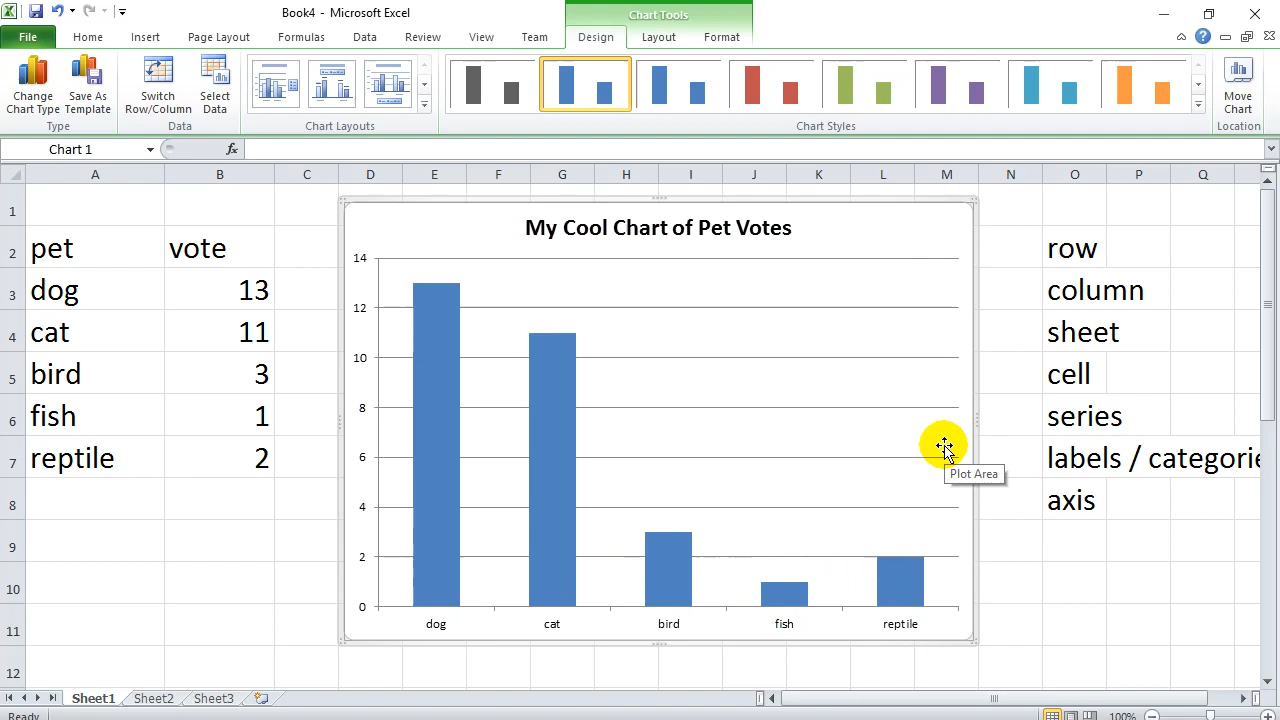 Book4 - Microsoft Excel
Chart Tools
File Home Insert Page Layout Formulas Data Review View Team Design Layout Format
Change Chart Type
Save As Template
Switch Row/Column
Select Data
Move Chart
Type Data Chart Layouts Chart Styles Location
Chart 1 fx
A B C D E F G H I J K L M N O P Q
1
2 pet vote row
3 dog 13 column
4 cat 11 sheet
5 bird 3 cell
6 fish 1 series
7 reptile 2 labels / categorie
8 axis
9
10
11
12
My Cool Chart of Pet Votes
14
12
10
8
6
4
2
0
dog cat bird fish reptile
Plot Area
Sheet1 Sheet2 Sheet3
Ready 100%